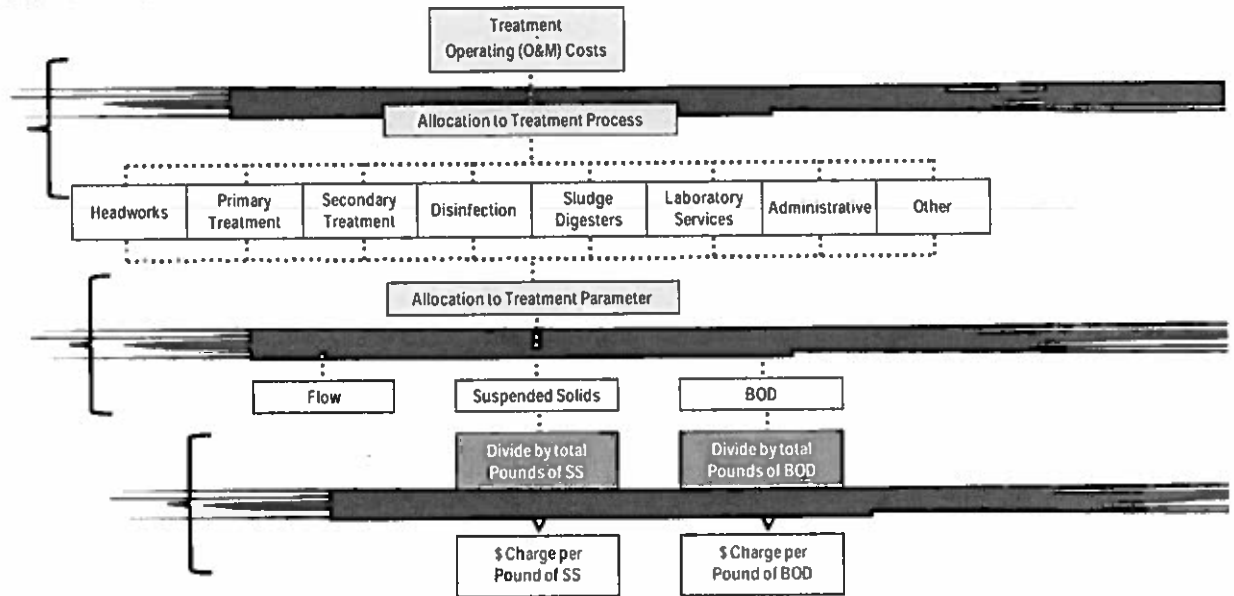 Treatment
Operating (O&M) Costs
Allocation to Treatment Process
Headworks
Primary
Treatment
Secondary
Treatment
Disinfection
Sludge
Digesters
Laboratory
Services
Administrative
Other
Allocation to Treatment Parameter
Flow
Suspended Solids
BOD
Divide by total
Pounds of SS
Divide by total
Pounds of BOD
$ Charge per
Pound of SS
$ Charge per
Pound of BOD